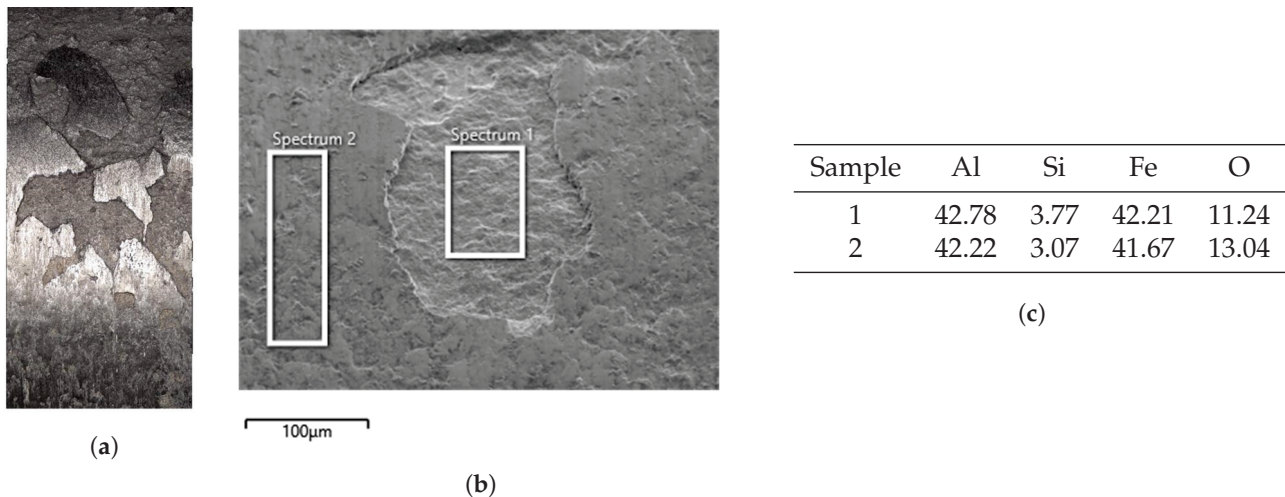 Spectrum 2
Spectrum 1
100μm
Sample Al Si Fe O
1 42.78 3.77 42.21 11.24
2 42.22 3.07 41.67 13.04
(a)
(b)
(c)